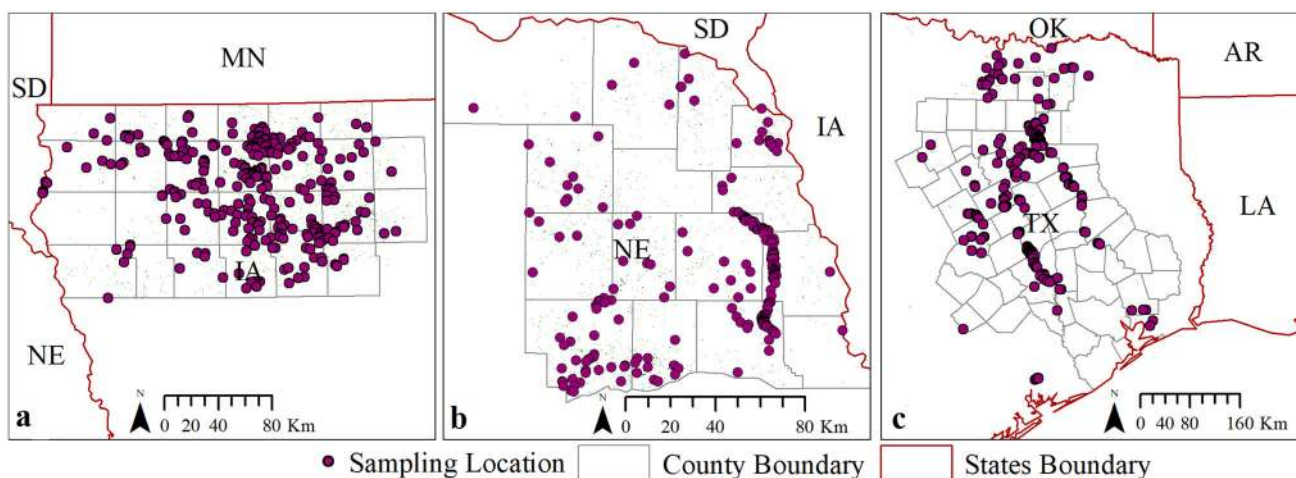 SD
MN
IA
NE
a
N
0 20 40 80 Km
SD
IA
NE
b
N
0 20 40 80 Km
OK
AR
LA
TX
c
N
0 40 80 160 Km
Sampling Location County Boundary States Boundary